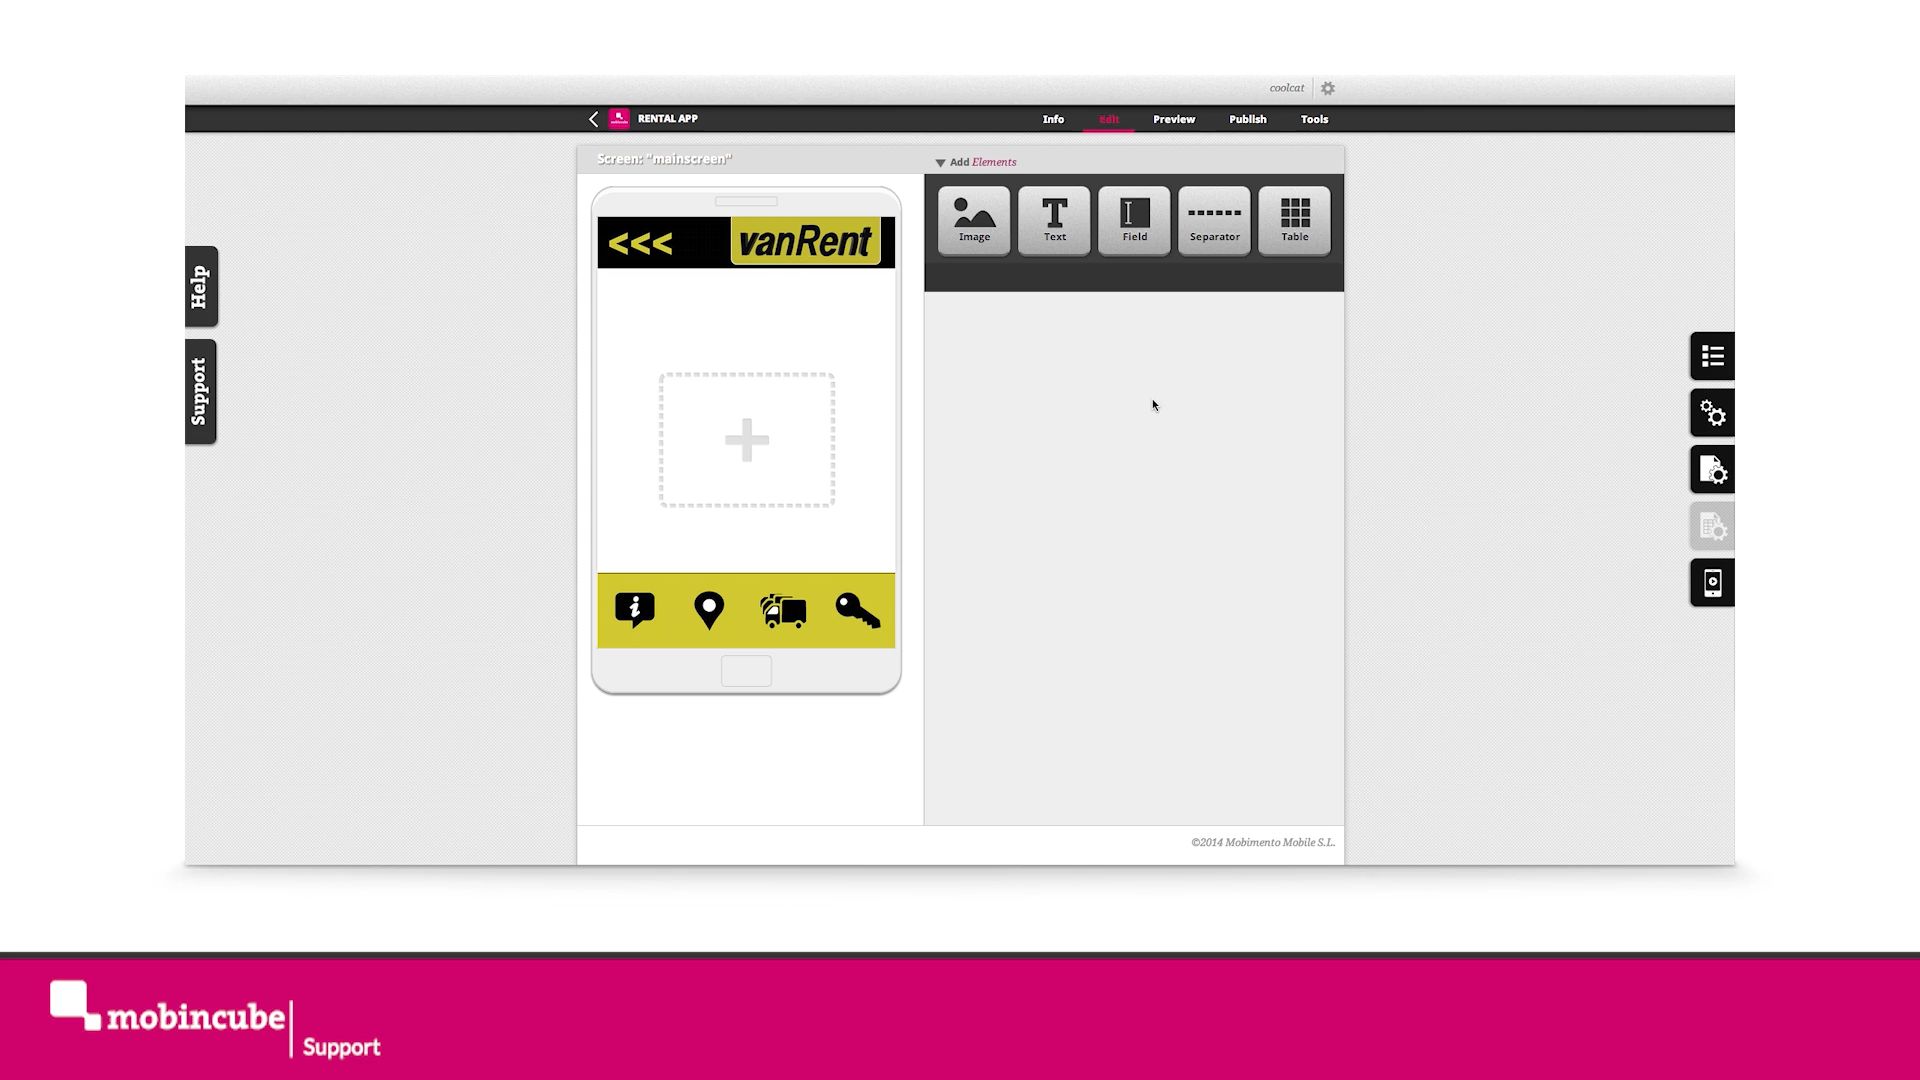 coolcat
RENTAL APP
Info
Edit
Preview
Publish
Tools
Screen: "mainscreen"
Add Elements
<<<
vanRent
Image
Text
Field
Separator
Table
Help
Support
©2014 Mobimento Mobile S.L.
mobincube
Support